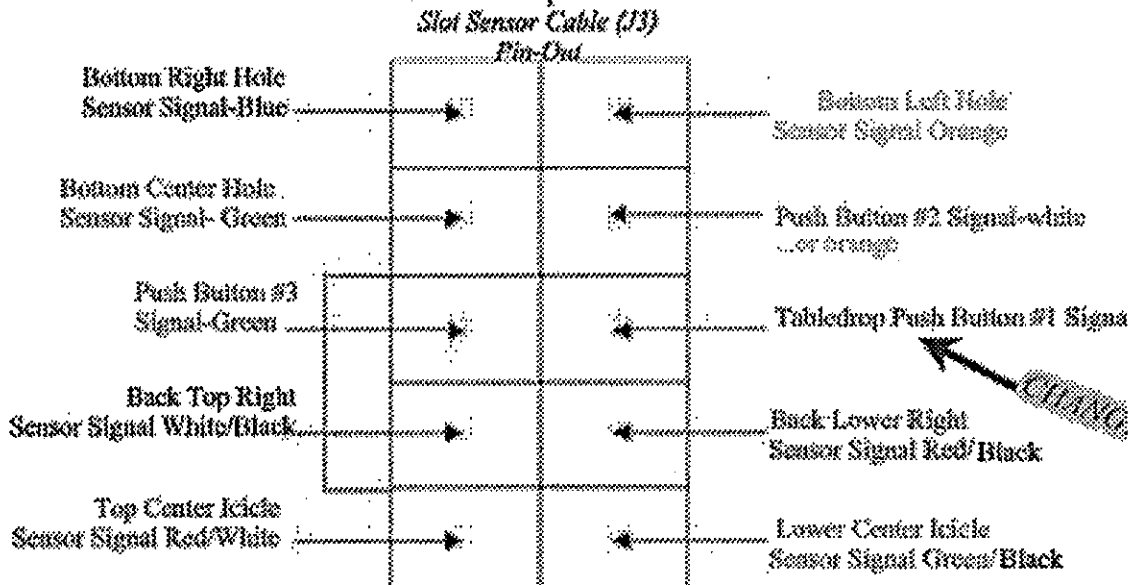 Slot Sensor Cable (J3)
Pin-Out
Bottom Right Hole
Sensor Signal-Blue
Bottom Left Hole
Sensor Signal Orange
Bottom Center Hole
Sensor Signal- Green
Push Button #2 Signal-white
...or orange
Push Button #3
Signal-Green
Tabledrop Push Button #1 Signa
Back Top Right
Sensor Signal White/Black
Back Lower Right
Sensor Signal Red/Black
Top Center Icicle
Sensor Signal Red/White
Lower Center Icicle
Sensor Signal Green/Black